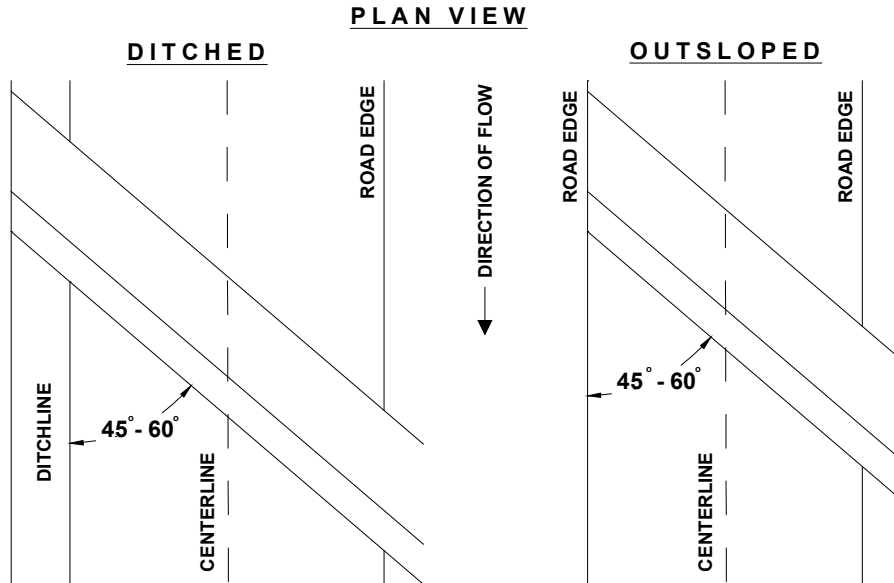 PLAN VIEW
DITCHED
OUTSLOPED
ROAD EDGE
DIRECTION OF FLOW
ROAD EDGE
ROAD EDGE
45° - 60°
45° - 60°
DITCHLINE
CENTERLINE
CENTERLINE